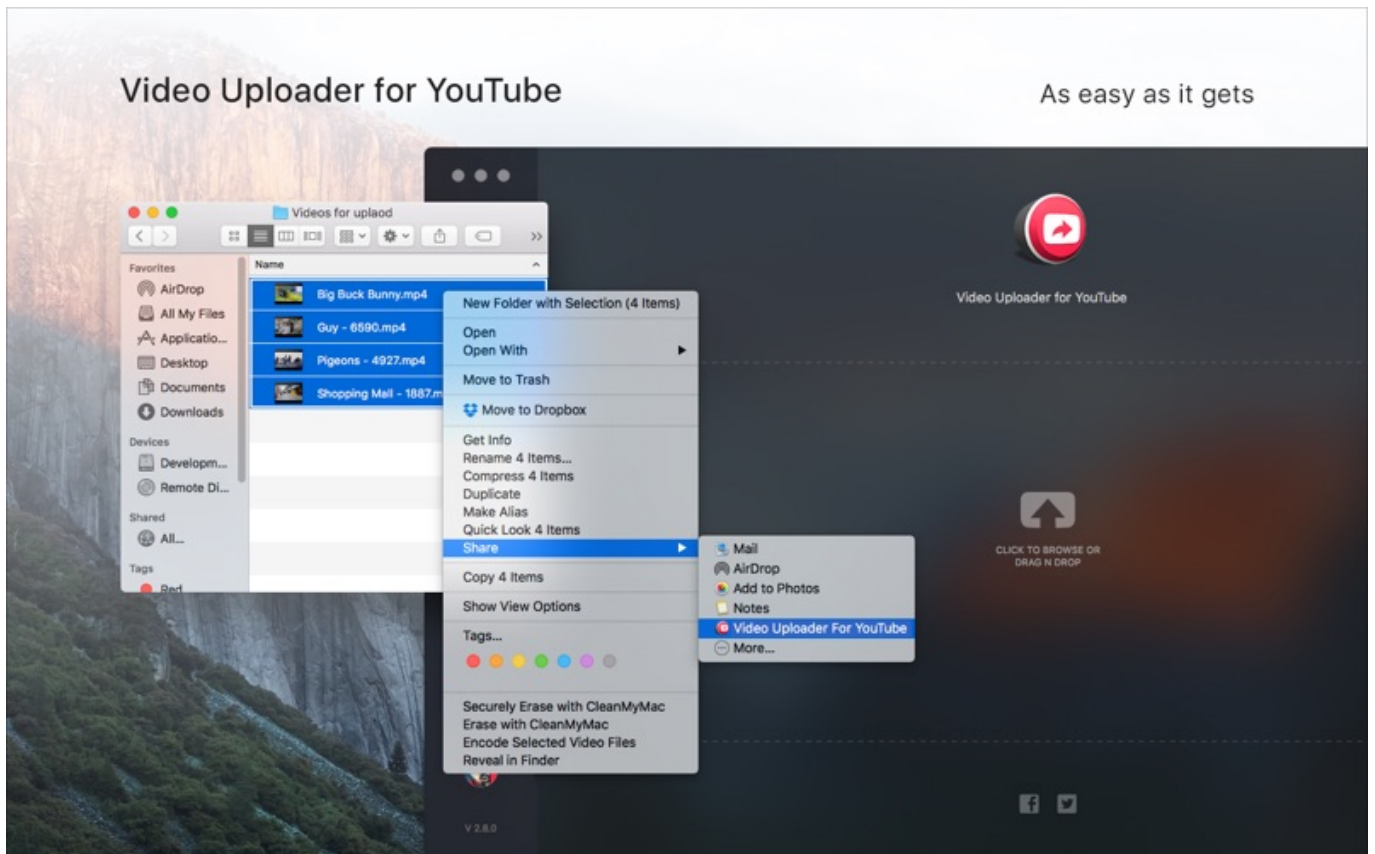 Video Uploader for YouTube
As easy as it gets
Videos for uplaod
Favorites
AirDrop
All My Files
Applicatio...
Desktop
Documents
Downloads
Devices
Developm...
Remote Di...
Shared
All...
Tags
Red
Name
Big Buck Bunny.mp4
Guy - 6590.mp4
Pigeons - 4927.mp4
Shopping Mall - 1887.m
New Folder with Selection (4 Items)
Open
Open With
Move to Trash
Move to Dropbox
Get Info
Rename 4 Items...
Compress 4 Items
Duplicate
Make Alias
Quick Look 4 Items
Share
Copy 4 Items
Show View Options
Tags...
Securely Erase with CleanMyMac
Erase with CleanMyMac
Encode Selected Video Files
Reveal in Finder
Mail
AirDrop
Add to Photos
Notes
Video Uploader For YouTube
More...
Video Uploader for YouTube
CLICK TO BROWSE OR
DRAG N DROP
V 2.8.0